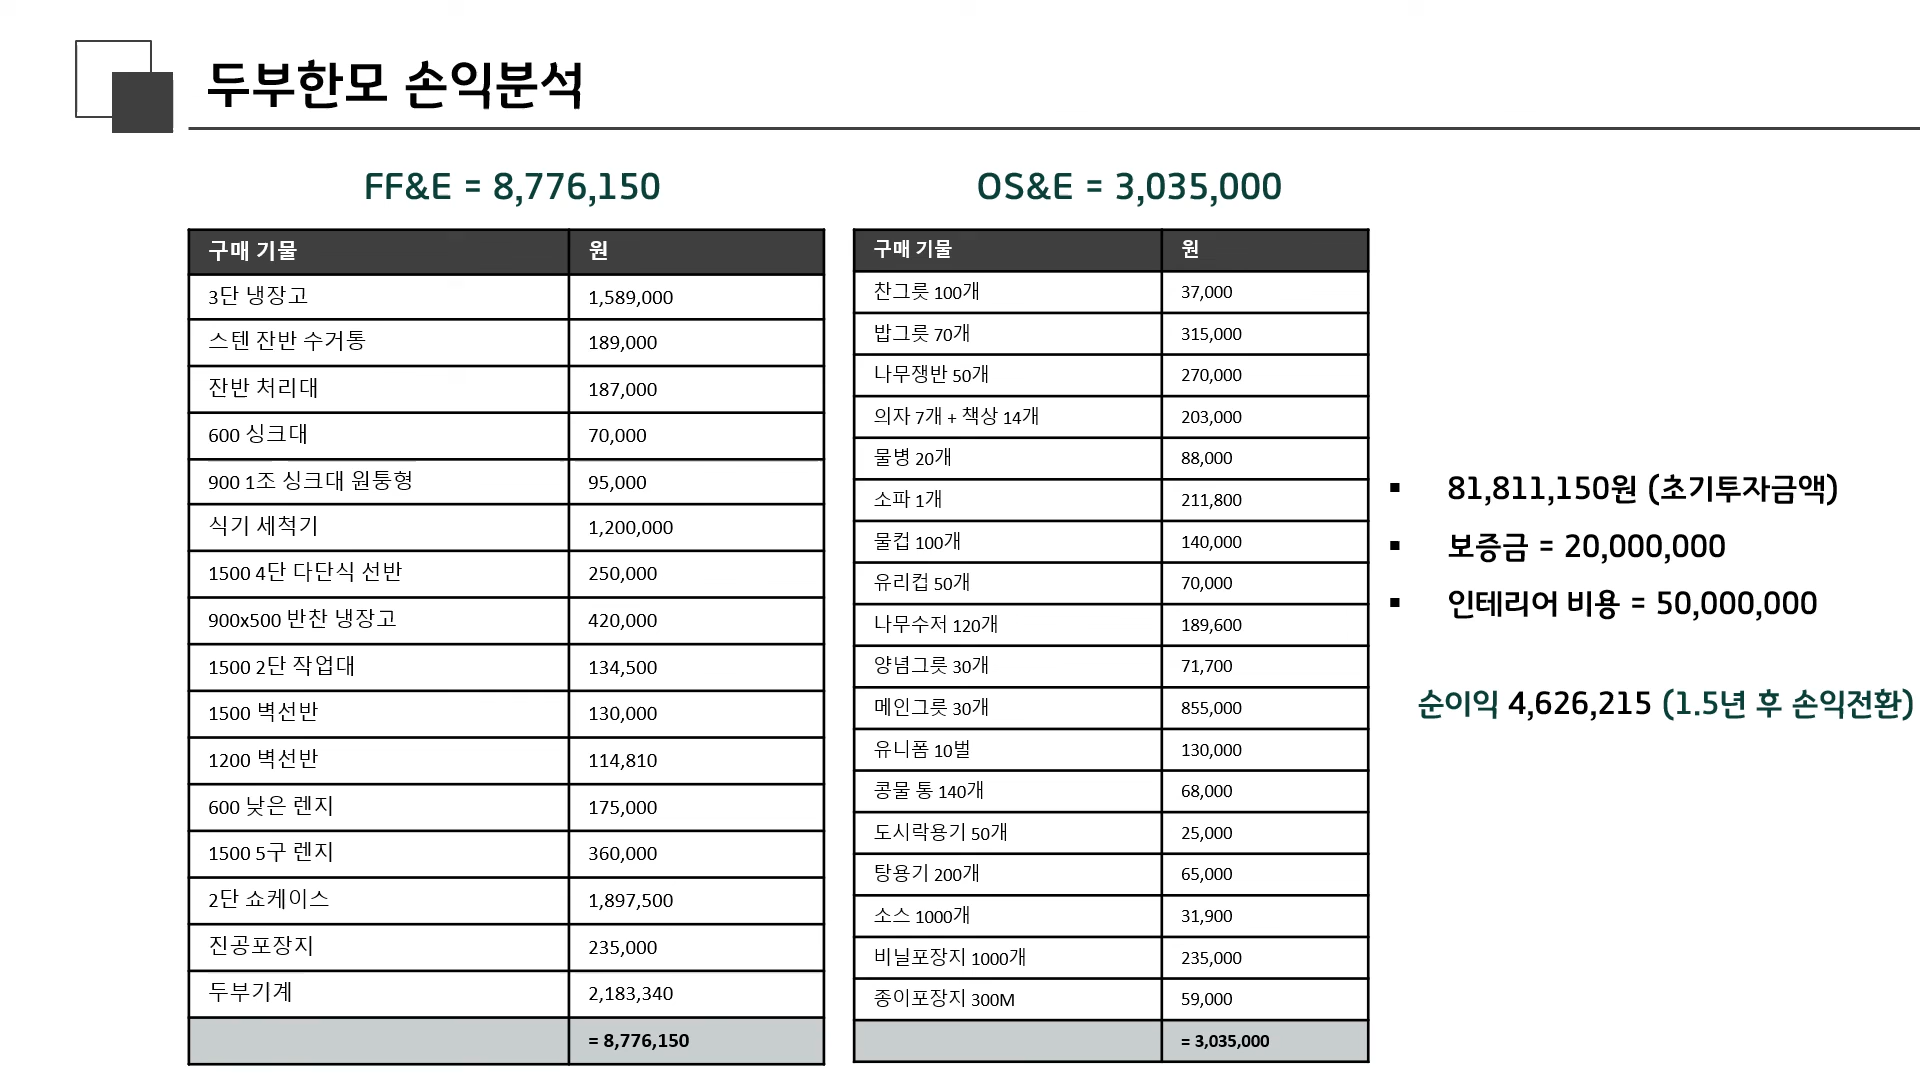 두부한모 손익분석
FF&E = 8,776,150
구매 기물 원
3단 냉장고 1,589,000
스텐 잔반 수거통 189,000
잔반 처리대 187,000
600 싱크대 70,000
900 1조 싱크대 원통형 95,000
식기 세척기 1,200,000
1500 4단 다단식 선반 250,000
900x500 반찬 냉장고 420,000
1500 2단 작업대 134,500
1500 벽선반 130,000
1200 벽선반 114,810
600 낮은 렌지 175,000
1500 5구 렌지 360,000
2단 쇼케이스 1,897,500
진공포장지 235,000
두부기계 2,183,340
= 8,776,150
OS&E = 3,035,000
구매 기물 원
찬그릇 100개 37,000
밥그릇 70개 315,000
나무쟁반 50개 270,000
의자 7개 + 책상 14개 203,000
물병 20개 88,000
소파 1개 211,800
물컵 100개 140,000
유리컵 50개 70,000
나무수저 120개 189,600
양념그릇 30개 71,700
메인그릇 30개 855,000
유니폼 10벌 130,000
콩물 통 140개 68,000
도시락용기 50개 25,000
탕용기 200개 65,000
소스 1000개 31,900
비닐포장지 1000개 235,000
종이포장지 300M 59,000
= 3,035,000
▪ 81,811,150원 (초기투자금액)
▪ 보증금 = 20,000,000
▪ 인테리어 비용 = 50,000,000
순이익 4,626,215 (1.5년 후 손익전환)